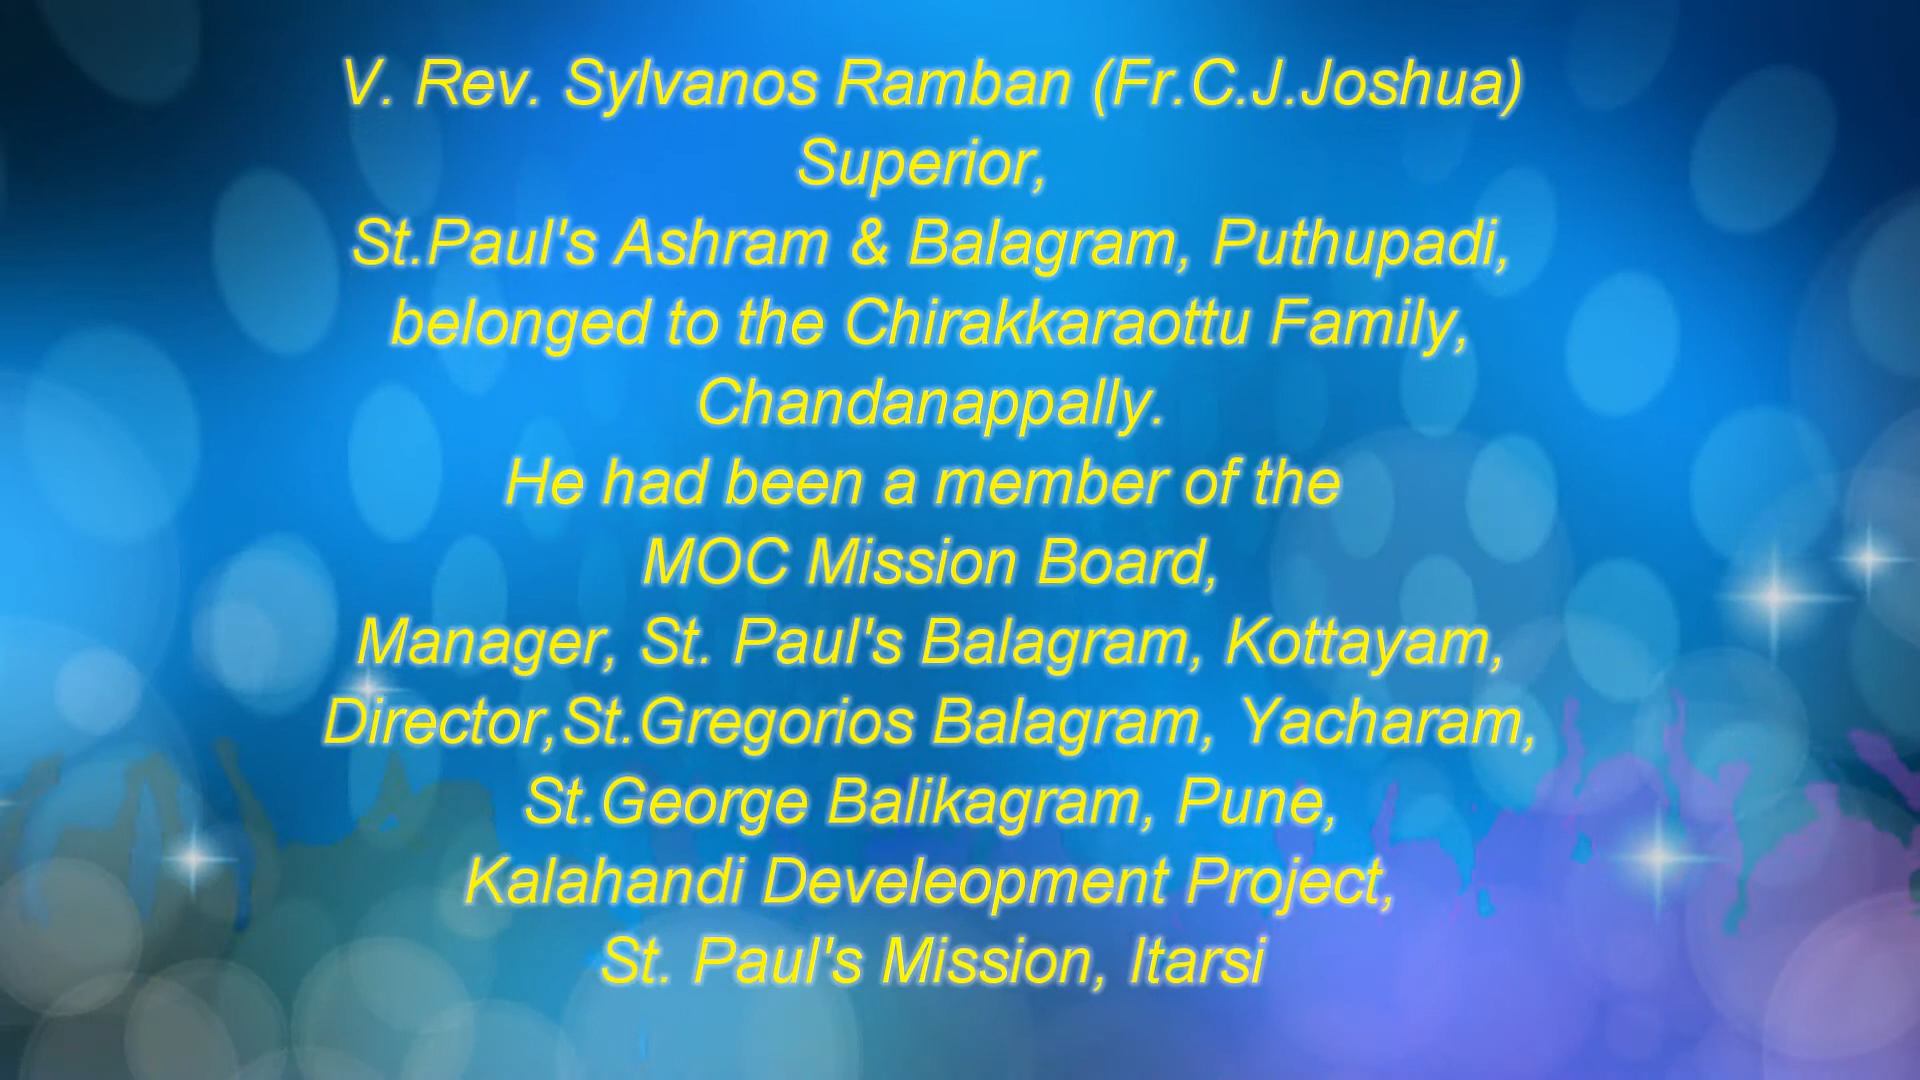 V. Rev. Sylvanos Ramban (Fr.C.J.Joshua)
Superior,
St.Paul's Ashram & Balagram, Puthupadi,
belonged to the Chirakkaraottu Family,
Chandanappally.
He had been a member of the
MOC Mission Board,
Manager, St. Paul's Balagram, Kottayam,
Director,St.Gregorios Balagram, Yacharam,
St.George Balikagram, Pune,
Kalahandi Develeopment Project,
St. Paul's Mission, Itarsi